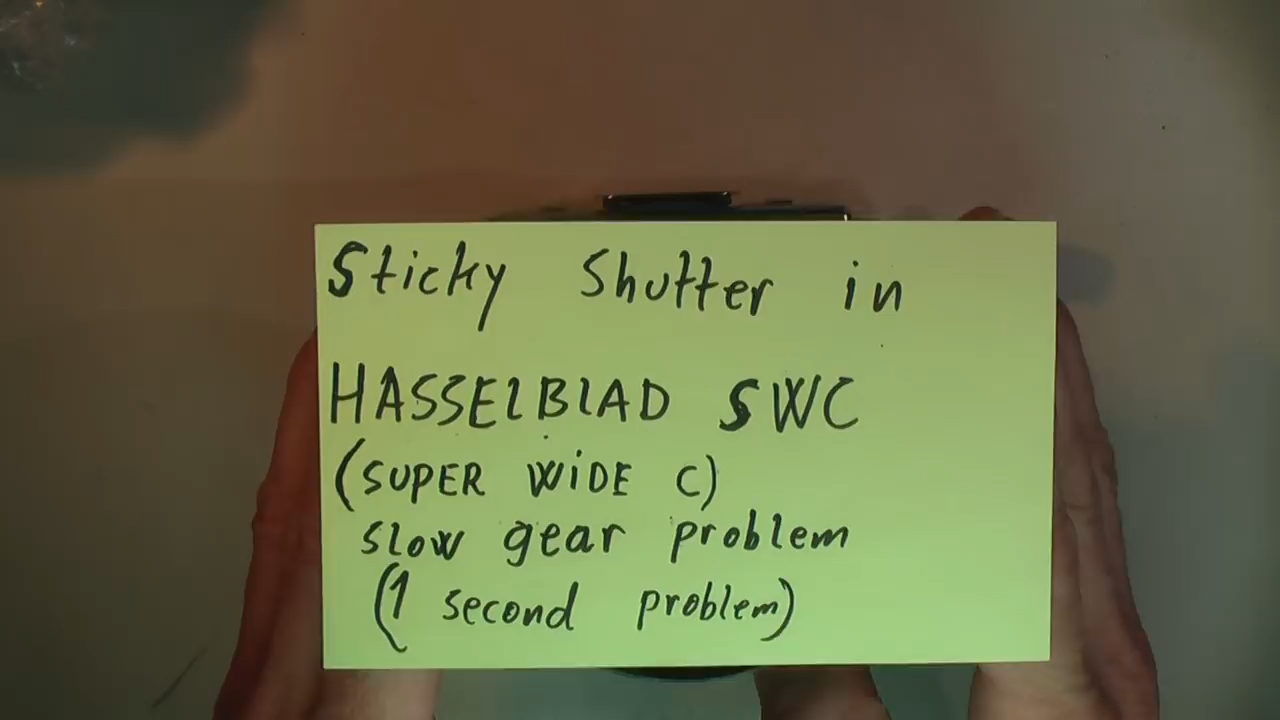 Sticky Shutter in
HASSELBLAD SWC
(SUPER WIDE C)
slow gear problem
(1 second problem)